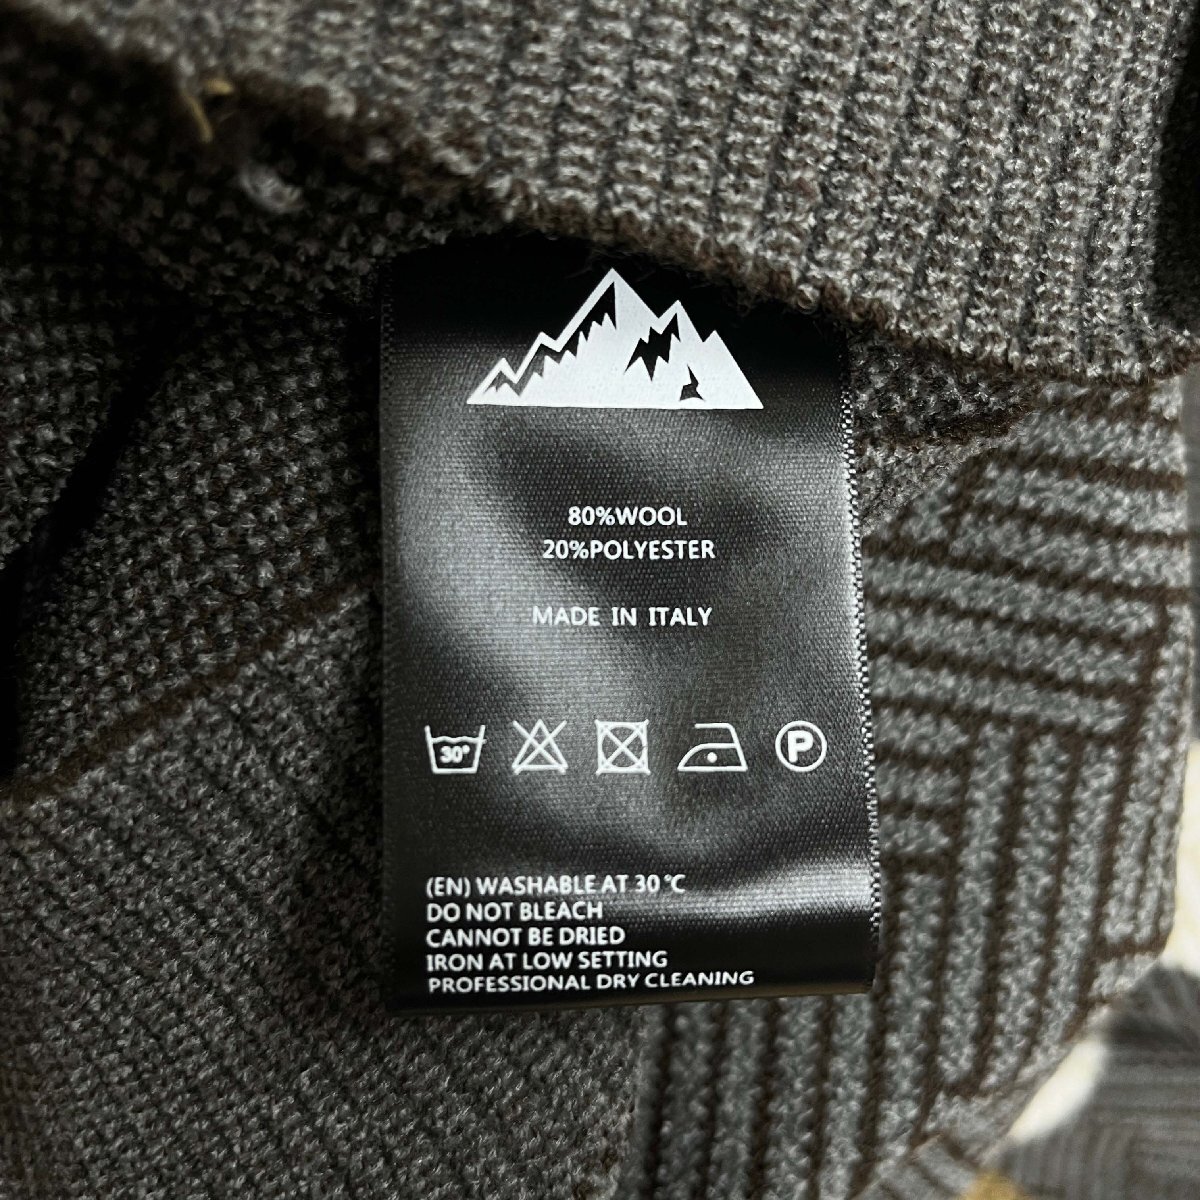 80%WOOL
20%POLYESTER
MADE IN ITALY
30° P
(EN) WASHABLE AT 30℃
DO NOT BLEACH
CANNOT BE DRIED
IRON AT LOW SETTING
PROFESSIONAL DRY CLEANING